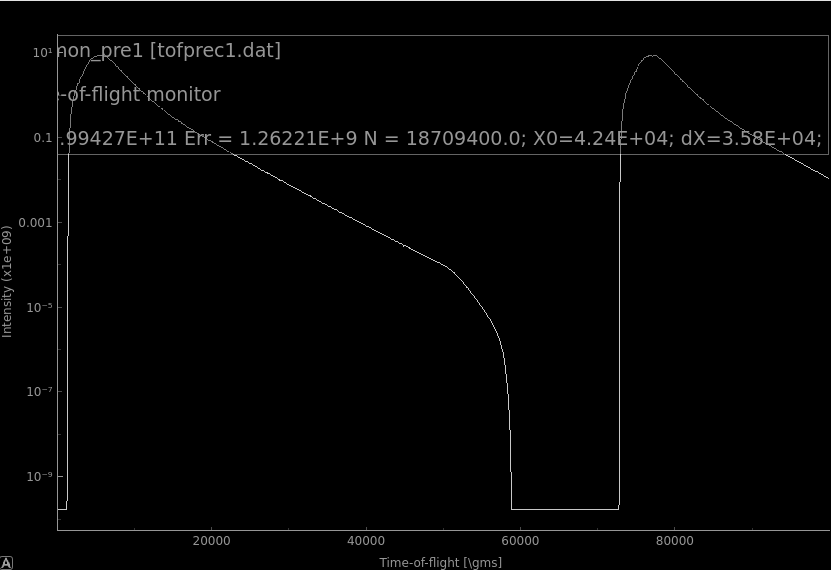 non_pre1 [tofprec1.dat]
e-of-flight monitor
.99427E+11 Err = 1.26221E+9 N = 18709400.0; X0=4.24E+04; dX=3.58E+04;
10¹
0.1
0.001
10⁻⁵
10⁻⁷
10⁻⁹
Intensity (x1e+09)
20000
40000
60000
80000
Time-of-flight [\gms]
A